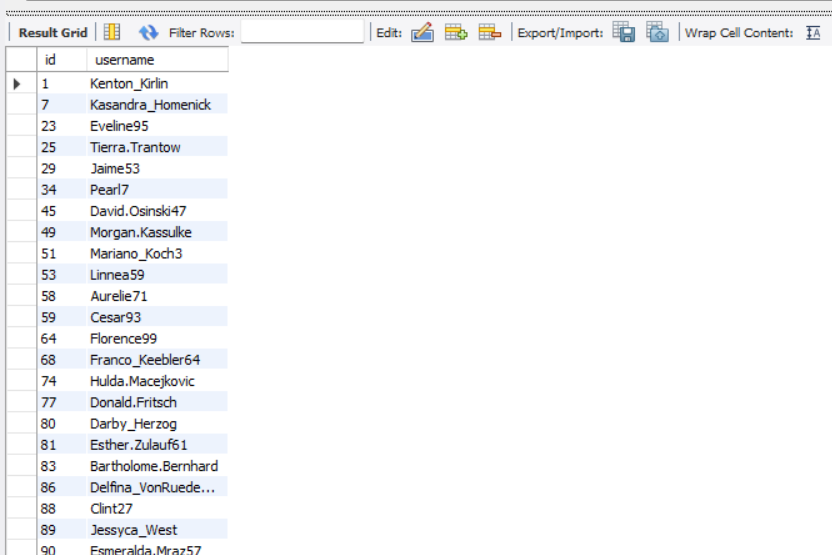 Result Grid Filter Rows: Edit: Export/Import: Wrap Cell Content: IA
id username
1 Kenton_Kirlin
7 Kasandra_Homenick
23 Eveline95
25 Tierra.Trantow
29 Jaime53
34 Pearl7
45 David.Osinski47
49 Morgan.Kassulke
51 Mariano_Koch3
53 Linnea59
58 Aurelie71
59 Cesar93
64 Florence99
68 Franco_Keebler64
74 Hulda.Macejkovic
77 Donald.Fritsch
80 Darby_Herzog
81 Esther.Zulauf61
83 Bartholome.Bernhard
86 Delfina_VonRuede...
88 Clint27
89 Jessyca_West
90 Esmeralda.Mraz57